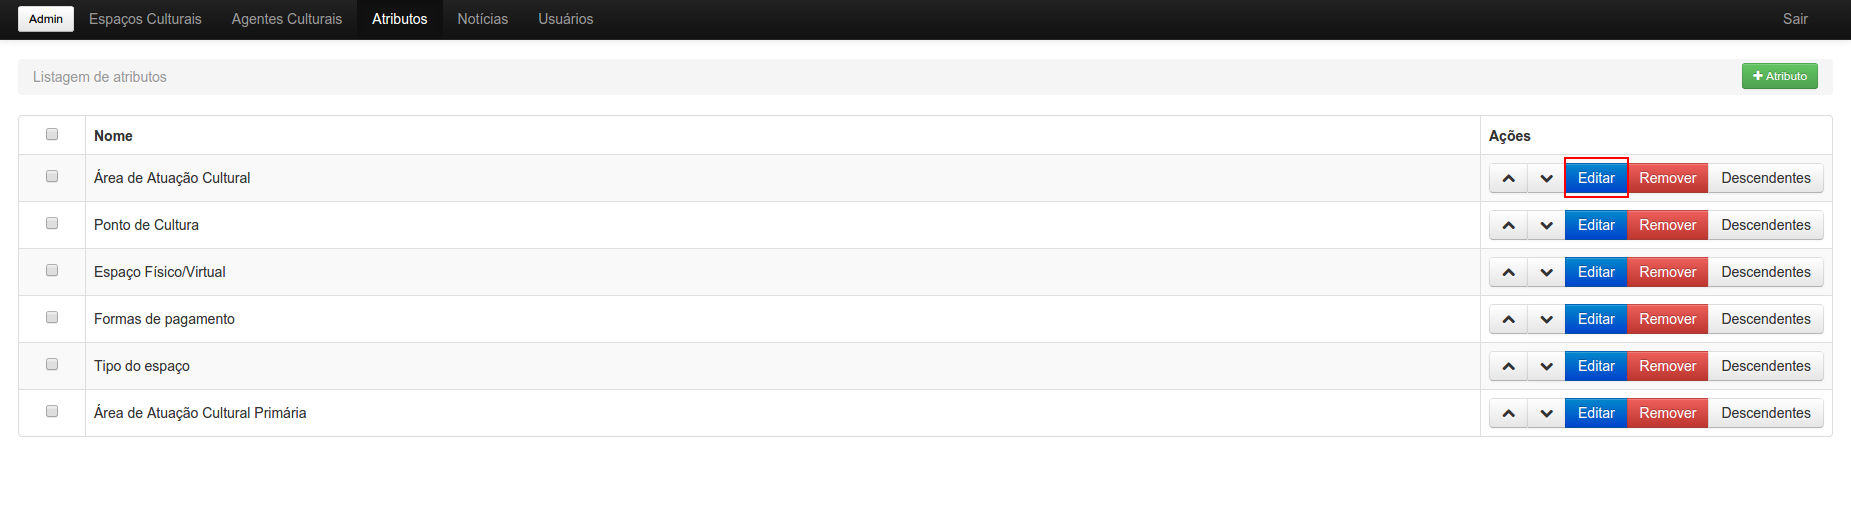 Admin Espaços Culturais Agentes Culturais Atributos Notícias Usuários Sair
Listagem de atributos Atributo
Nome Ações
Área de Atuação Cultural Editar Remover Descendentes
Ponto de Cultura Editar Remover Descendentes
Espaço Físico/Virtual Editar Remover Descendentes
Formas de pagamento Editar Remover Descendentes
Tipo do espaço Editar Remover Descendentes
Área de Atuação Cultural Primária Editar Remover Descendentes